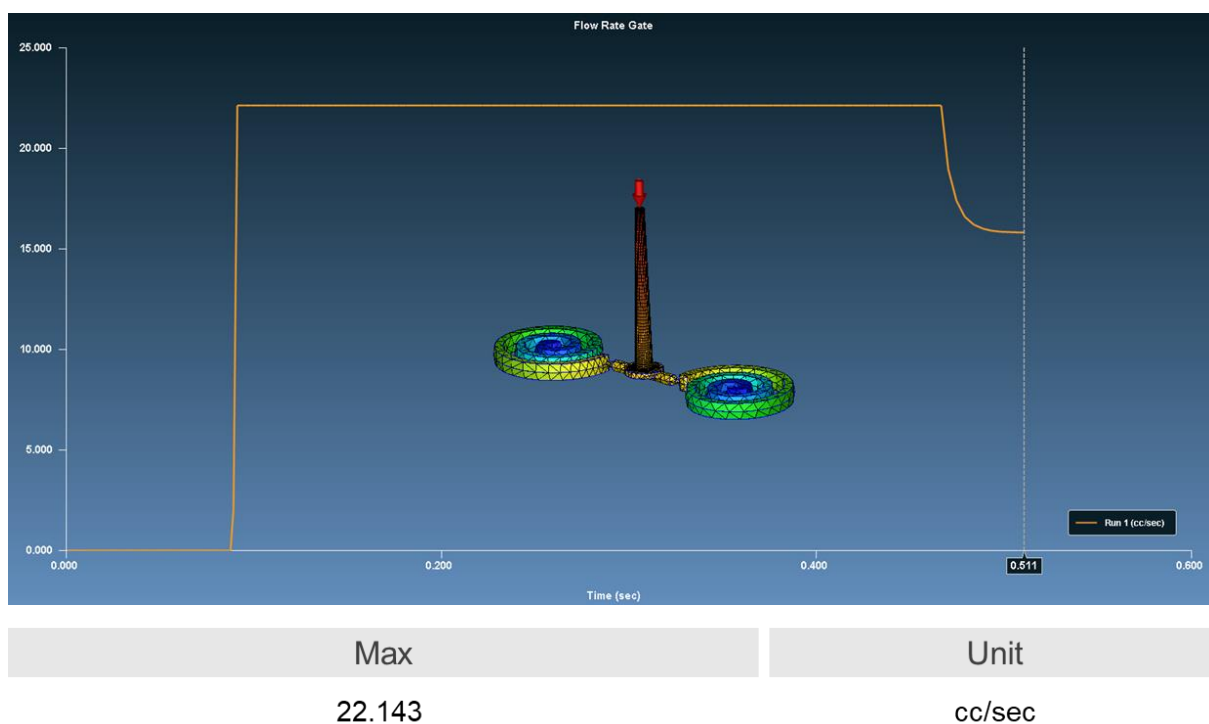 Flow Rate Gate
25.000
20.000
15.000
10.000
5.000
0.000
Run 1 (cc/sec)
0.000 0.200 0.400 0.511 0.600
Time (sec)
Max Unit
22.143 cc/sec